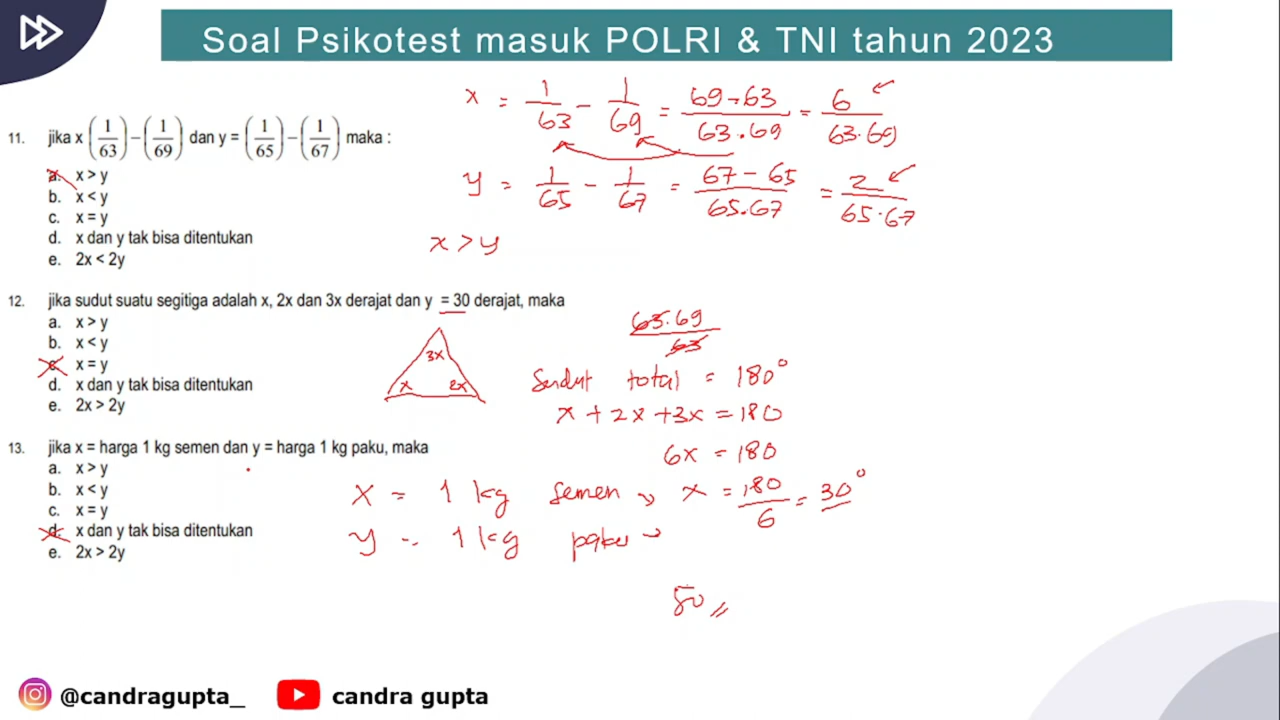 Soal Psikotest masuk POLRI & TNI tahun 2023
11. jika x (1/63) − (1/69) dan y = (1/65) − (1/67) maka :
a. x > y
b. x < y
c. x = y
d. x dan y tak bisa ditentukan
e. 2x < 2y
x = 1/63 − 1/69 = 69 − 63/63 . 69 = 6/63 . 69
y = 1/65 − 1/67 = 67 − 65/65 . 67 = 2/65 . 67
x > y
12. jika sudut suatu segitiga adalah x, 2x dan 3x derajat dan y = 30 derajat, maka
a. x > y
b. x < y
c. x = y
d. x dan y tak bisa ditentukan
e. 2x > 2y
3x
x 2x
63 . 69/63
Sudut total = 180°
x + 2x + 3x = 180
6x = 180
x = 180/6 = 30°
13. jika x = harga 1 kg semen dan y = harga 1 kg paku, maka
a. x > y
b. x < y
c. x = y
d. x dan y tak bisa ditentukan
e. 2x > 2y
x = 1 kg semen
y = 1 kg paku
50
@candragupta_ candra gupta